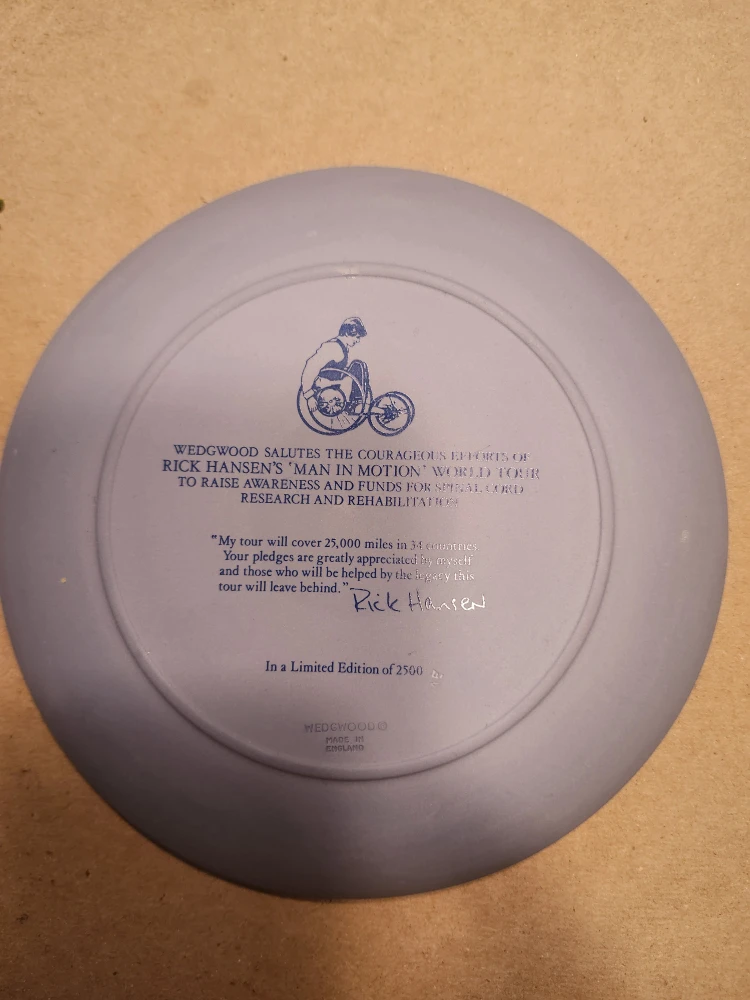 WEDGWOOD SALUTES THE COURAGEOUS EFFORTS OF
RICK HANSEN'S 'MAN IN MOTION' WORLD TOUR
TO RAISE AWARENESS AND FUNDS FOR SPINAL CORD
RESEARCH AND REHABILITATION
"My tour will cover 25,000 miles in 34 countries
Your pledges are greatly appreciated by myself
and those who will be helped by the legacy this
tour will leave behind."
Rick Hansen
In a Limited Edition of 2500
WEDGWOOD©
MADE IN
ENGLAND